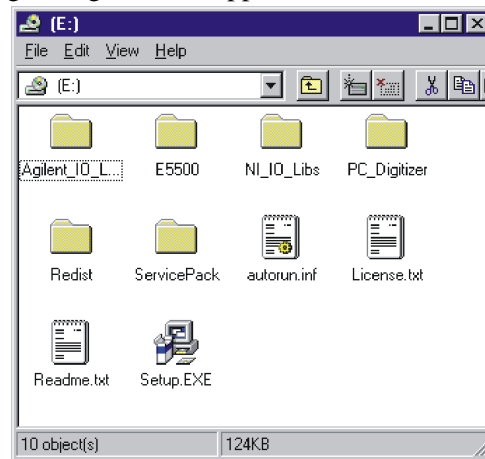 (E:)
File Edit View Help
(E:)
Agilent_IO_L... E5500 NI_IO_Libs PC_Digitizer
Redist ServicePack autorun.inf License.txt
Readme.txt Setup.EXE
10 object(s) 124KB